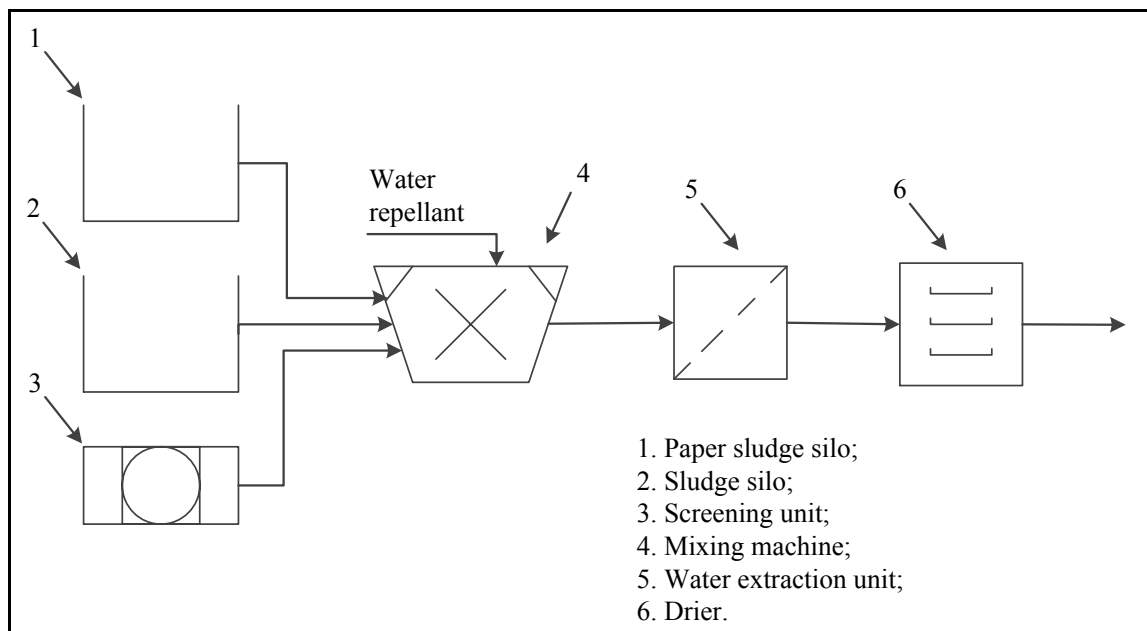 1
2
3
Water
repellant
4
5
6
1. Paper sludge silo;
2. Sludge silo;
3. Screening unit;
4. Mixing machine;
5. Water extraction unit;
6. Drier.